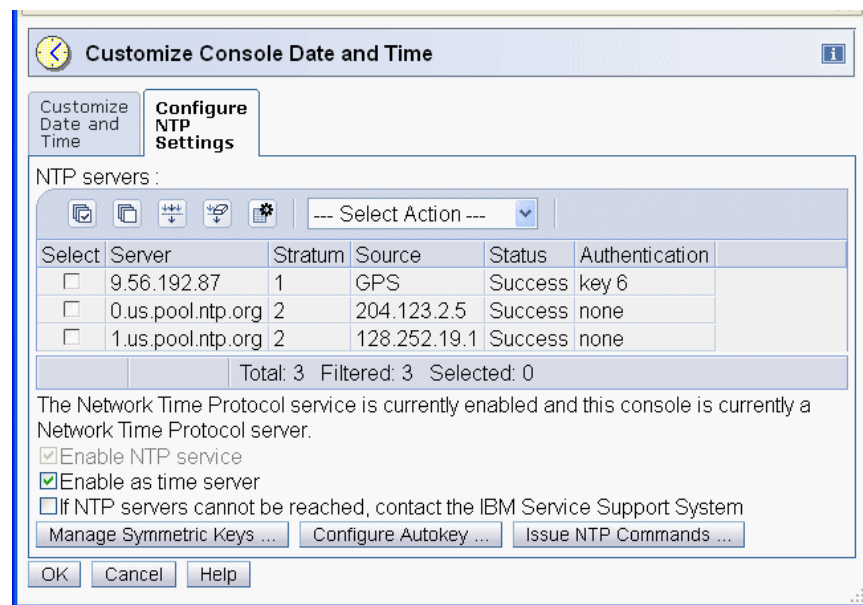 Customize Console Date and Time
i
Customize
Date and
Time
Configure
NTP
Settings
NTP servers :
--- Select Action ---
Select Server Stratum Source Status Authentication
9.56.192.87 1 GPS Success key 6
0.us.pool.ntp.org 2 204.123.2.5 Success none
1.us.pool.ntp.org 2 128.252.19.1 Success none
Total: 3 Filtered: 3 Selected: 0
The Network Time Protocol service is currently enabled and this console is currently a
Network Time Protocol server.
Enable NTP service
Enable as time server
If NTP servers cannot be reached, contact the IBM Service Support System
Manage Symmetric Keys ... Configure Autokey ... Issue NTP Commands ...
OK Cancel Help